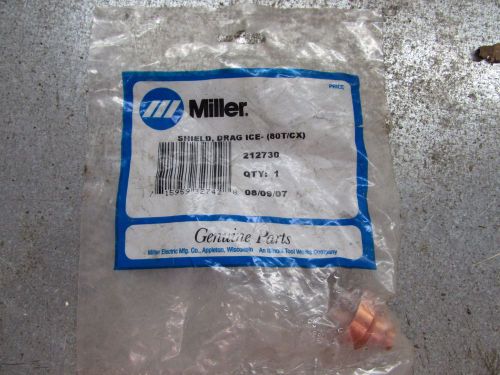 PRICE
Miller®
SHIELD, DRAG ICE- (80T/CX)
212730
QTY: 1
08/09/07
Genuine Parts
Miller Electric Mfg. Co., Appleton, Wisconsin An Illinois Tool Works Company